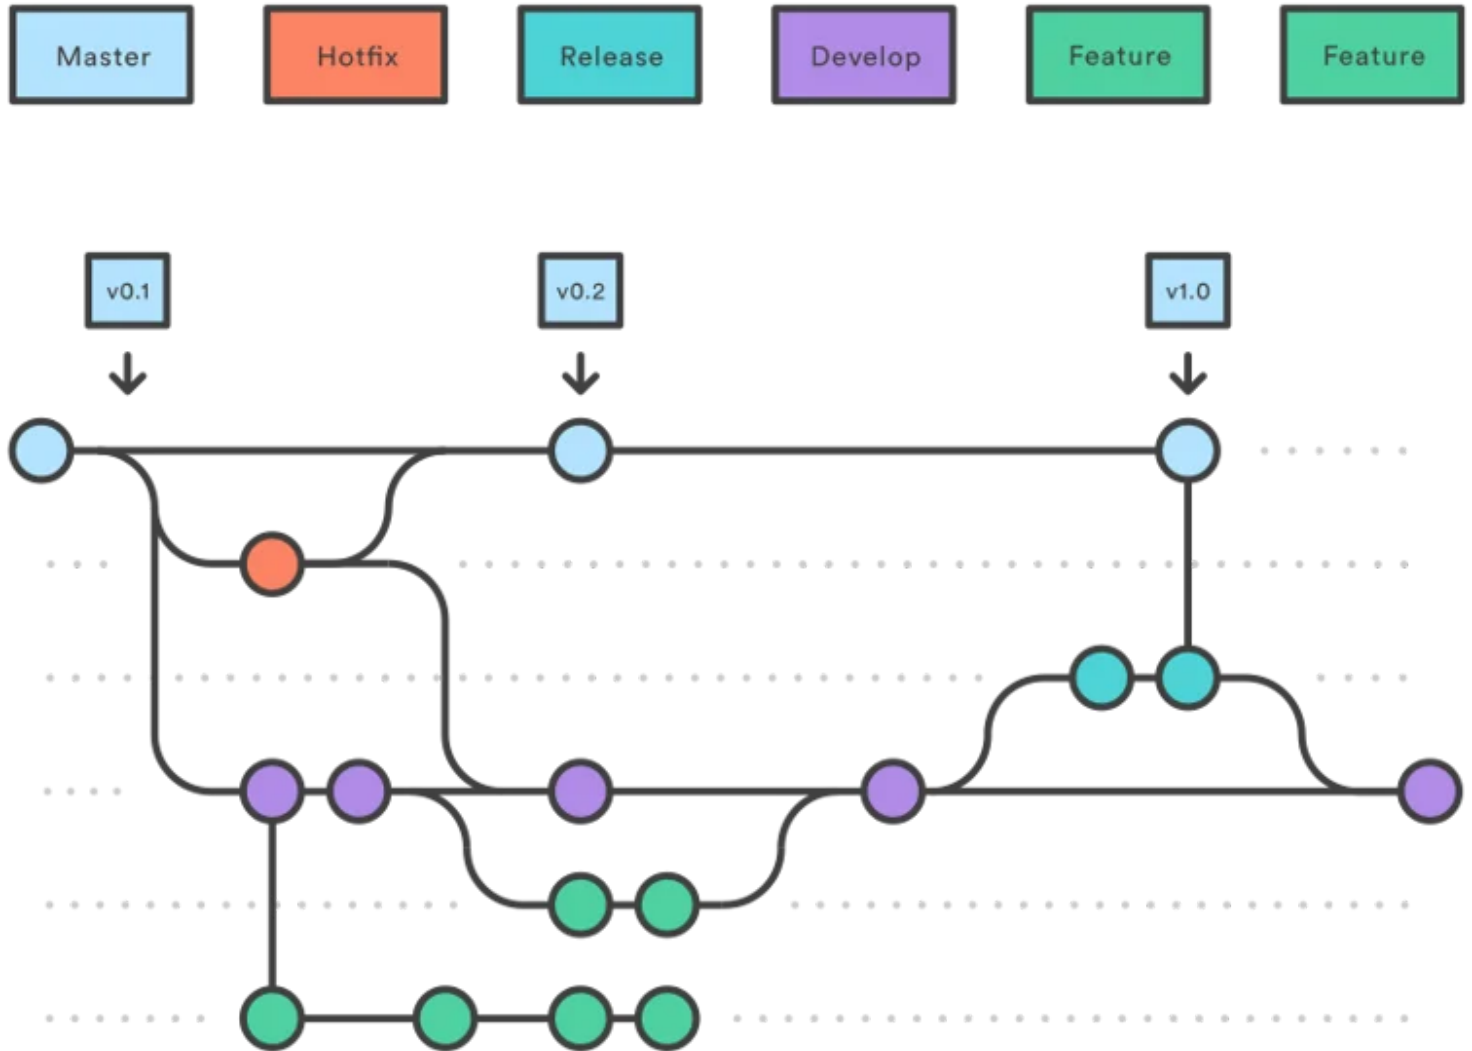 Master
Hotfix
Release
Develop
Feature
Feature
v0.1
v0.2
v1.0